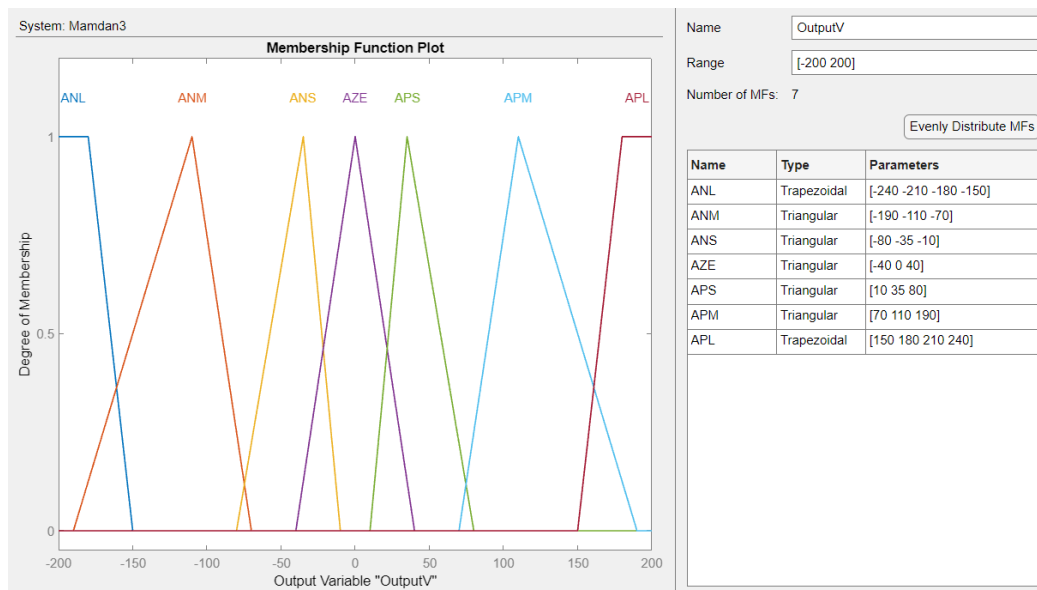 System: Mamdan3
Membership Function Plot
ANL ANM ANS AZE APS APM APL
1
0.5
0
Degree of Membership
-200 -150 -100 -50 0 50 100 150 200
Output Variable "OutputV"
Name OutputV
Range [-200 200]
Number of MFs: 7
Evenly Distribute MFs
Name Type Parameters
ANL Trapezoidal [-240 -210 -180 -150]
ANM Triangular [-190 -110 -70]
ANS Triangular [-80 -35 -10]
AZE Triangular [-40 0 40]
APS Triangular [10 35 80]
APM Triangular [70 110 190]
APL Trapezoidal [150 180 210 240]